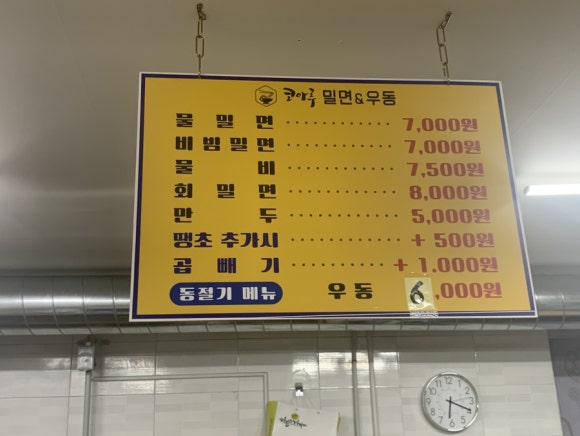 코아루 밀면&우동
물 밀 면 ············ 7,000원
비 빔 밀 면 ·········· 7,000원
물 비 ············ 7,500원
회 밀 면 ············ 8,000원
만 두 ············ 5,000원
땡초 추가시 ············ + 500원
곱 빼 기 ············ + 1,000원
동절기 메뉴 우동 6,000원